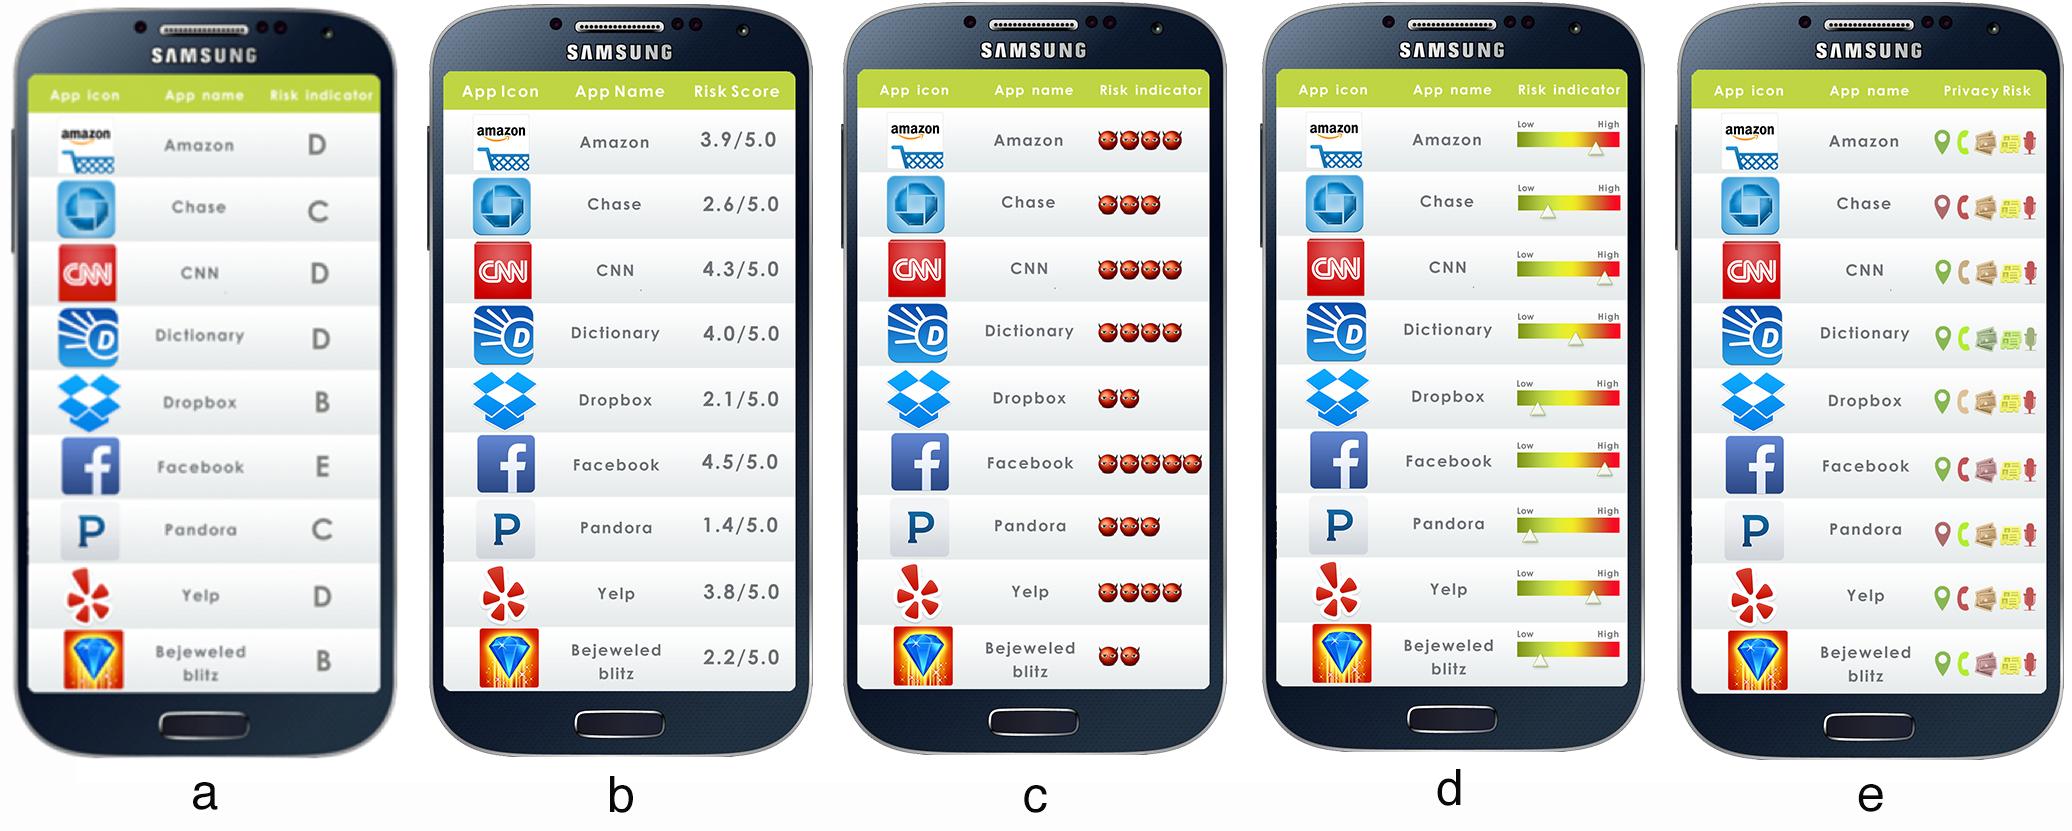 SAMSUNG
App icon App name Risk indicator
amazon Amazon D
Chase C
CNN CNN D
D Dictionary D
Dropbox B
f Facebook E
P Pandora C
Yelp D
Bejeweled
blitz B
a
SAMSUNG
App Icon App Name Risk Score
amazon Amazon 3.9/5.0
Chase 2.6/5.0
CNN CNN 4.3/5.0
D Dictionary 4.0/5.0
Dropbox 2.1/5.0
f Facebook 4.5/5.0
P Pandora 1.4/5.0
Yelp 3.8/5.0
Bejeweled
blitz 2.2/5.0
b
SAMSUNG
App icon App name Risk indicator
amazon Amazon
Chase
CNN CNN
D Dictionary
Dropbox
f Facebook
P Pandora
Yelp
Bejeweled
blitz
c
SAMSUNG
App icon App name Risk indicator
amazon Amazon Low High
Chase Low High
CNN CNN Low High
D Dictionary Low High
Dropbox Low High
f Facebook Low High
P Pandora Low High
Yelp Low High
Bejeweled
blitz Low High
d
SAMSUNG
App icon App name Privacy Risk
amazon Amazon
Chase
CNN CNN
D Dictionary
Dropbox
f Facebook
P Pandora
Yelp
Bejeweled
blitz
e